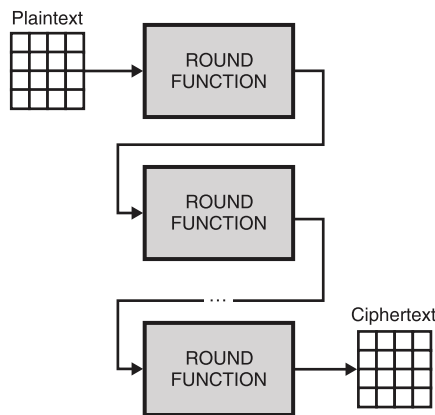 Plaintext
ROUND
FUNCTION
ROUND
FUNCTION
...
Ciphertext
ROUND
FUNCTION